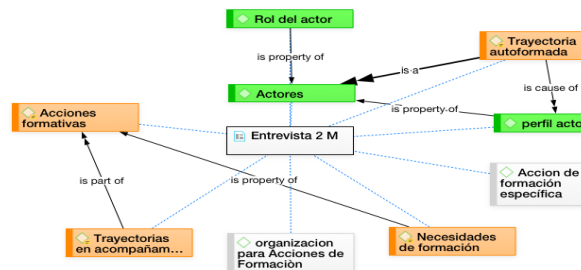 Rol del actor
Trayectoria
autoformada
is property of
is a
is cause of
Actores
Acciones
formativas
is property of
perfil acto
Entrevista 2 M
Accion de
formación
específica
is part of
is property of
Trayectorias
en acompañam...
organizacion
para Acciones de
Formaciòn
Necesidades
de formación